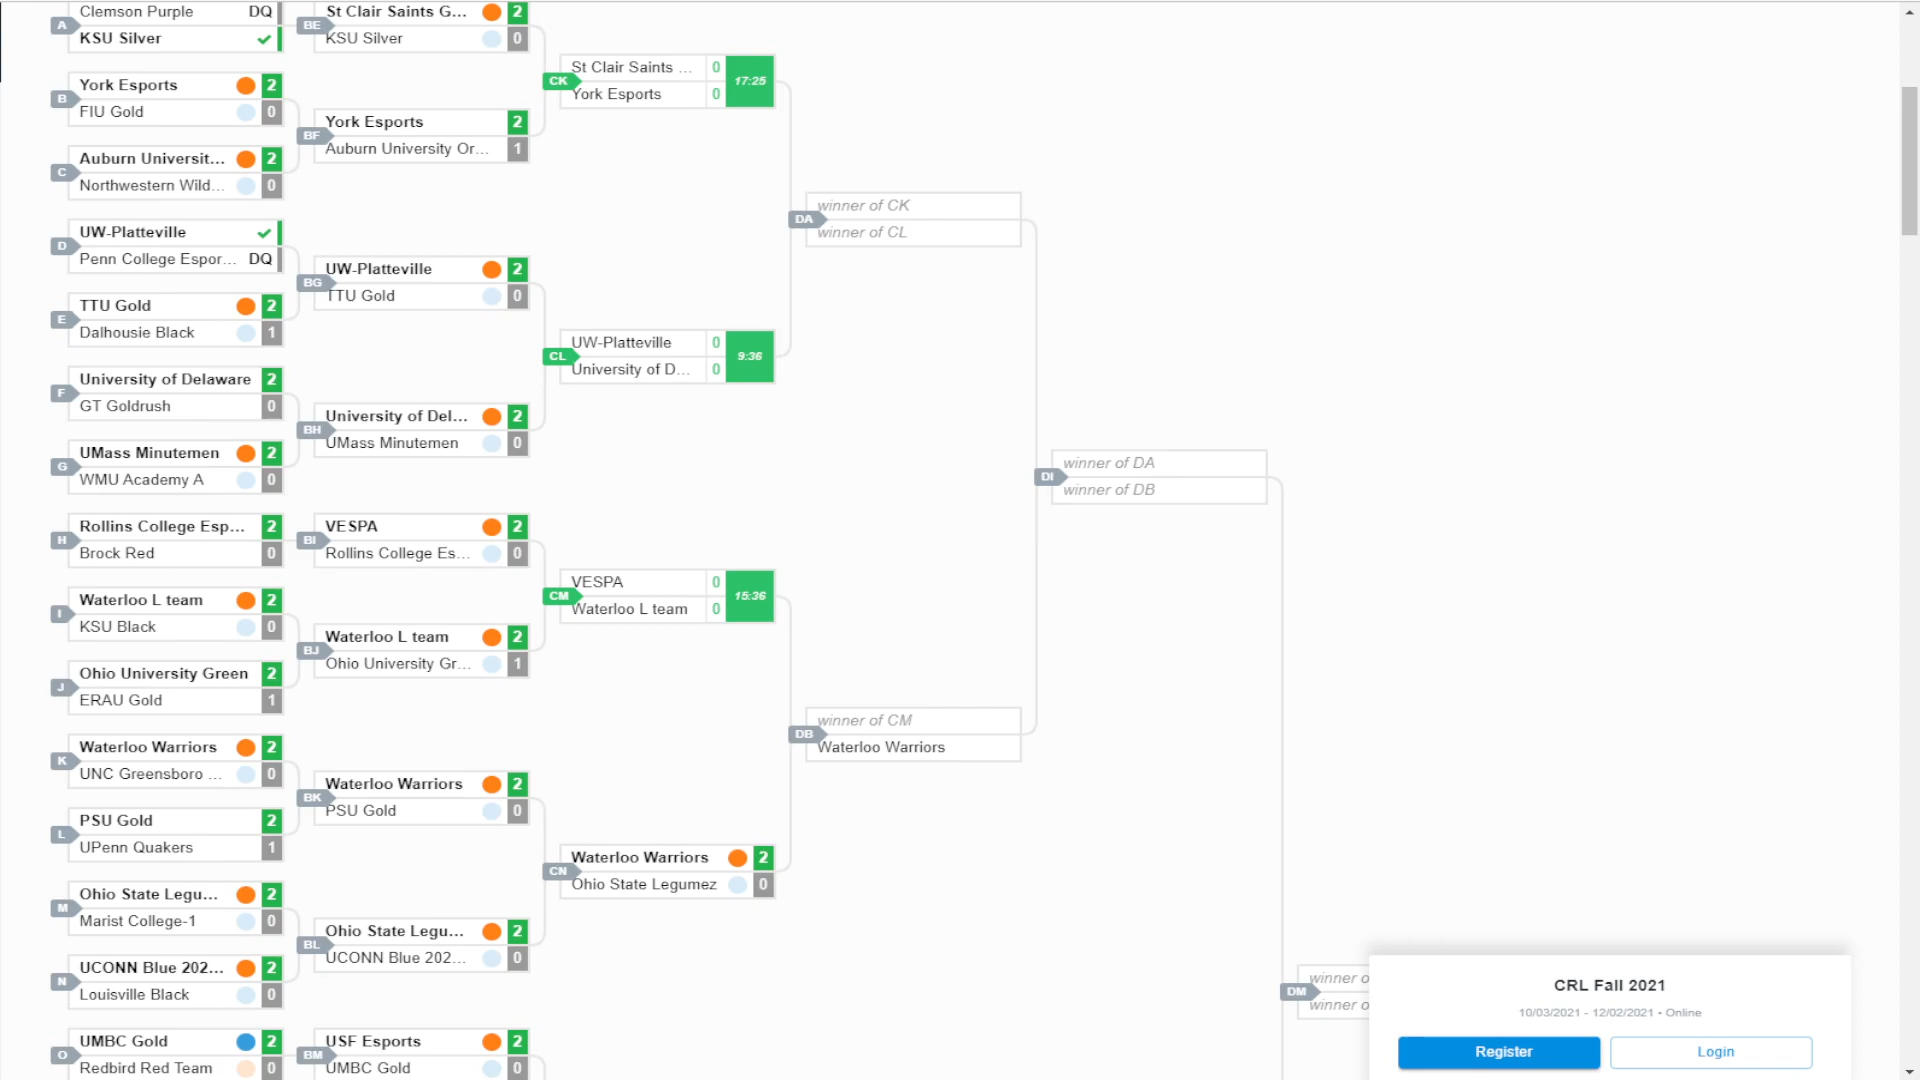 Clemson Purple DQ
A
KSU Silver
B
York Esports 2
FIU Gold 0
C
Auburn Universit... 2
Northwestern Wild... 0
D
UW-Platteville
Penn College Espor... DQ
E
TTU Gold 2
Dalhousie Black 1
F
University of Delaware 2
GT Goldrush 0
G
UMass Minutemen 2
WMU Academy A 0
H
Rollins College Esp... 2
Brock Red 0
I
Waterloo L team 2
KSU Black 0
J
Ohio University Green 2
ERAU Gold 1
K
Waterloo Warriors 2
UNC Greensboro ... 0
L
PSU Gold 2
UPenn Quakers 1
M
Ohio State Legu... 2
Marist College-1 0
N
UCONN Blue 202... 2
Louisville Black 0
O
UMBC Gold 2
Redbird Red Team 0
BE
St Clair Saints G... 2
KSU Silver 0
BF
York Esports 2
Auburn University Or... 1
BG
UW-Platteville 2
TTU Gold 0
BH
University of Del... 2
UMass Minutemen 0
BI
VESPA 2
Rollins College Es... 0
BJ
Waterloo L team 2
Ohio University Gr... 1
BK
Waterloo Warriors 2
PSU Gold 0
BL
Ohio State Legu... 2
UCONN Blue 202... 0
BM
USF Esports 2
UMBC Gold 0
CK
St Clair Saints ... 0
York Esports 0
17:25
CL
UW-Platteville 0
University of D... 0
9:36
CM
VESPA 0
Waterloo L team 0
15:36
CN
Waterloo Warriors 2
Ohio State Legumez 0
DA
winner of CK
winner of CL
DB
winner of CM
Waterloo Warriors
DI
winner of DA
winner of DB
DM
winner o
winner o
CRL Fall 2021
10/03/2021 - 12/02/2021 • Online
Register Login